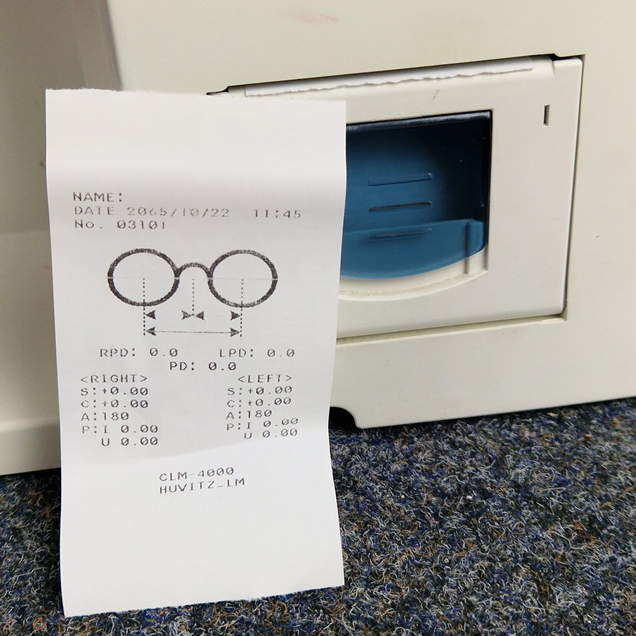 NAME:
DATE 2065/10/22 11:45
No. 03101
RPD: 0.0 LPD: 0.0
PD: 0.0
<RIGHT> <LEFT>
S:+0.00 S:+0.00
C:+0.00 C:+0.00
A:180 A:180
P:I 0.00 P:I 0.00
U 0.00 U 0.00
CLM-4000
HUVITZ-LM